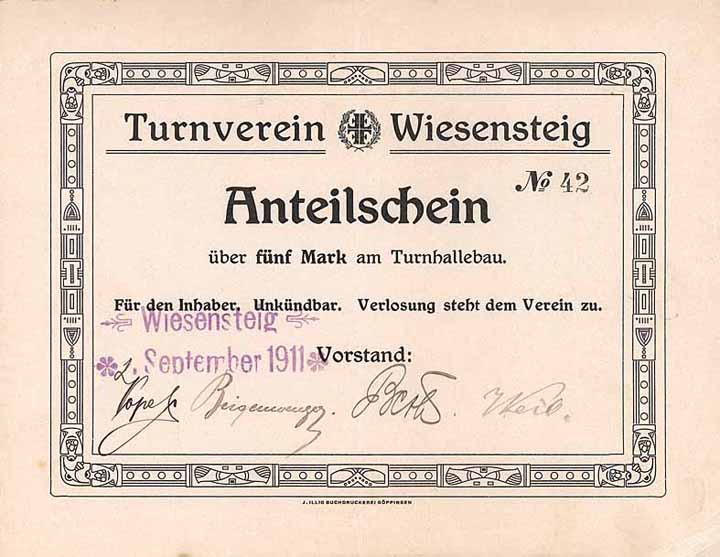 Turnverein Wiesensteig
№ 42
Anteilschein
über fünf Mark am Turnhallebau.
Für den Inhaber. Unkündbar. Verlosung steht dem Verein zu.
Wiesensteig
2. September 1911
Vorstand:
J. ILLIG BUCHDRUCKEREI GÖPPINGEN